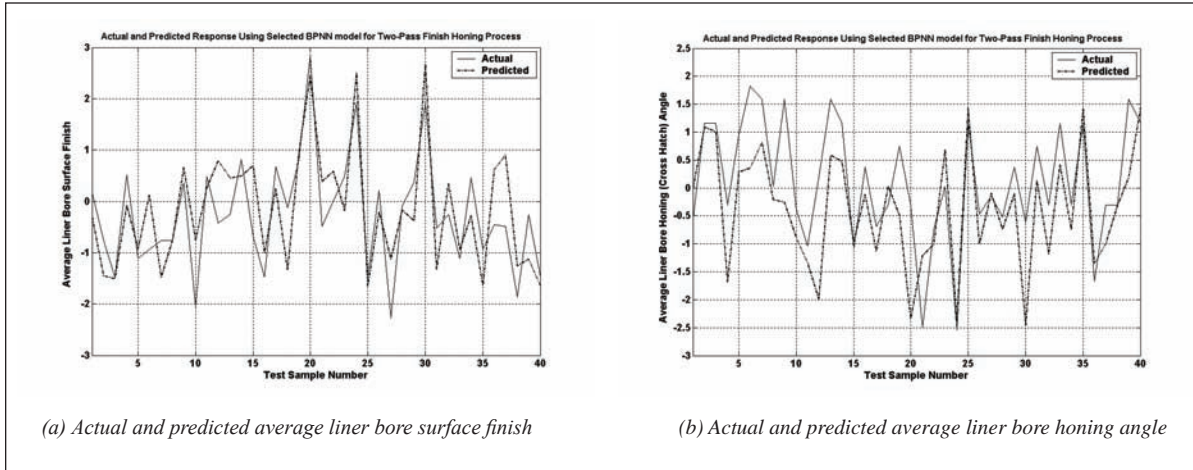 Actual and Predicted Response Using Selected BPNN model for Two-Pass Finish Honing Process
3
2
1
0
-1
-2
-3
Average Liner Bore Surface Finish
Actual
Predicted
5 10 15 20 25 30 35 40
Test Sample Number
(a) Actual and predicted average liner bore surface finish
Actual and Predicted Response Using Selected BPNN model for Two-Pass Finish Honing Process
2.5
2
1.5
1
0.5
0
-0.5
-1
-1.5
-2
-2.5
-3
Average Liner Bore Honing (Cross Hatch) Angle
Actual
Predicted
5 10 15 20 25 30 35 40
Test Sample Number
(b) Actual and predicted average liner bore honing angle